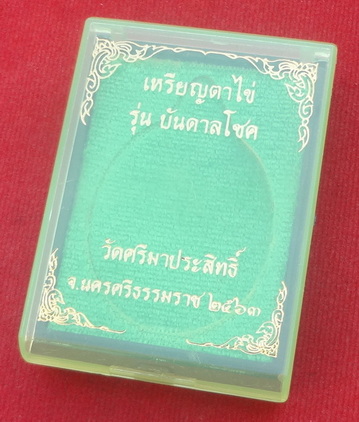 เหรียญตาไข่
รุ่น บันดาลโชค
วัดศรีมาประสิทธิ์
จ.นครศรีธรรมราช ๒๕๖๓